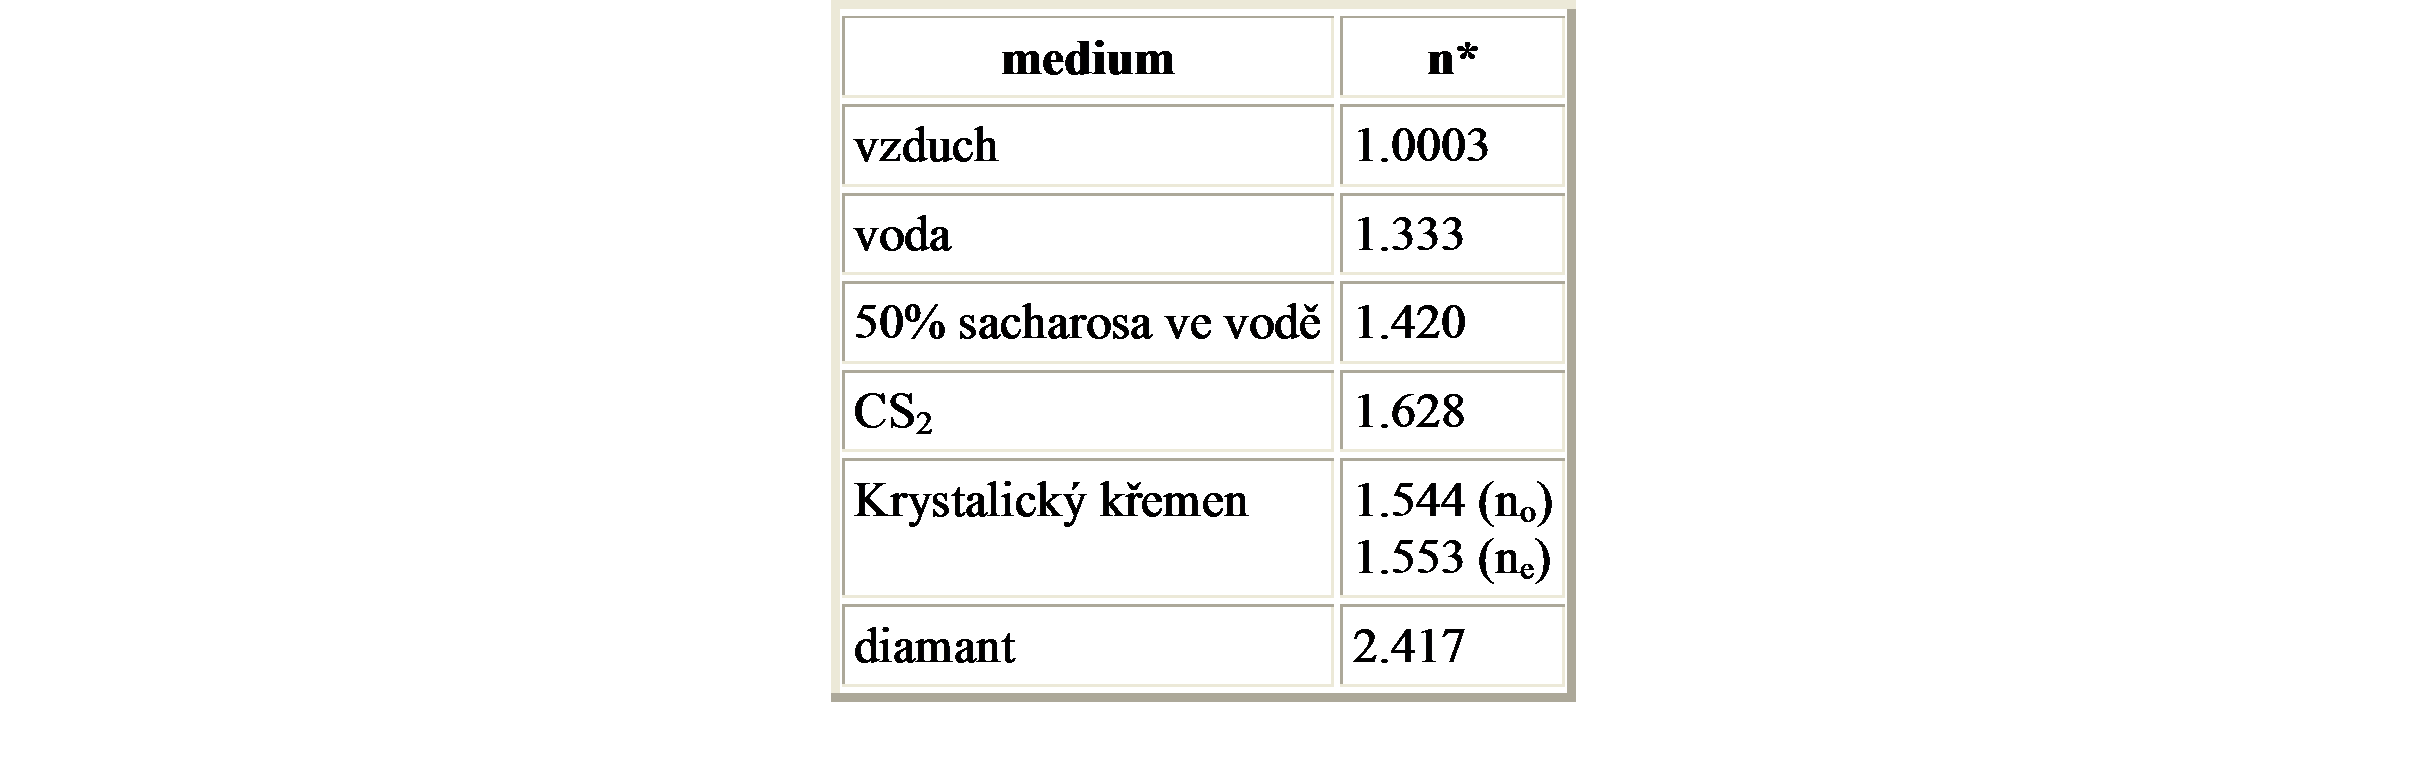 medium n*
vzduch 1.0003
voda 1.333
50% sacharosa ve vodě 1.420
CS₂ 1.628
Krystalický křemen 1.544 (nₒ)
1.553 (nₑ)
diamant 2.417